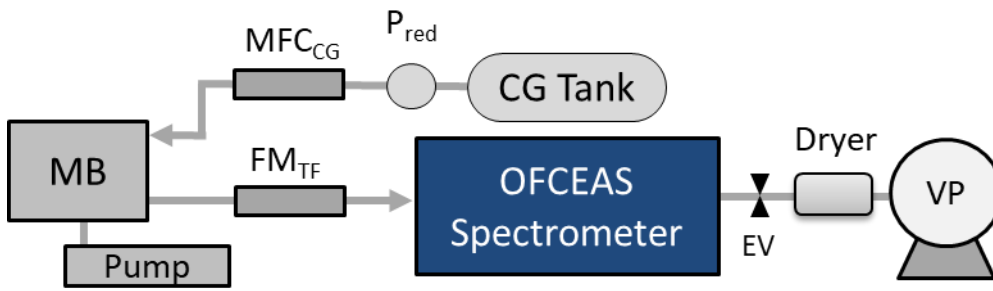 MFC_CG
P_red
CG Tank
MB
FM_TF
OFCEAS
Spectrometer
Dryer
VP
EV
Pump